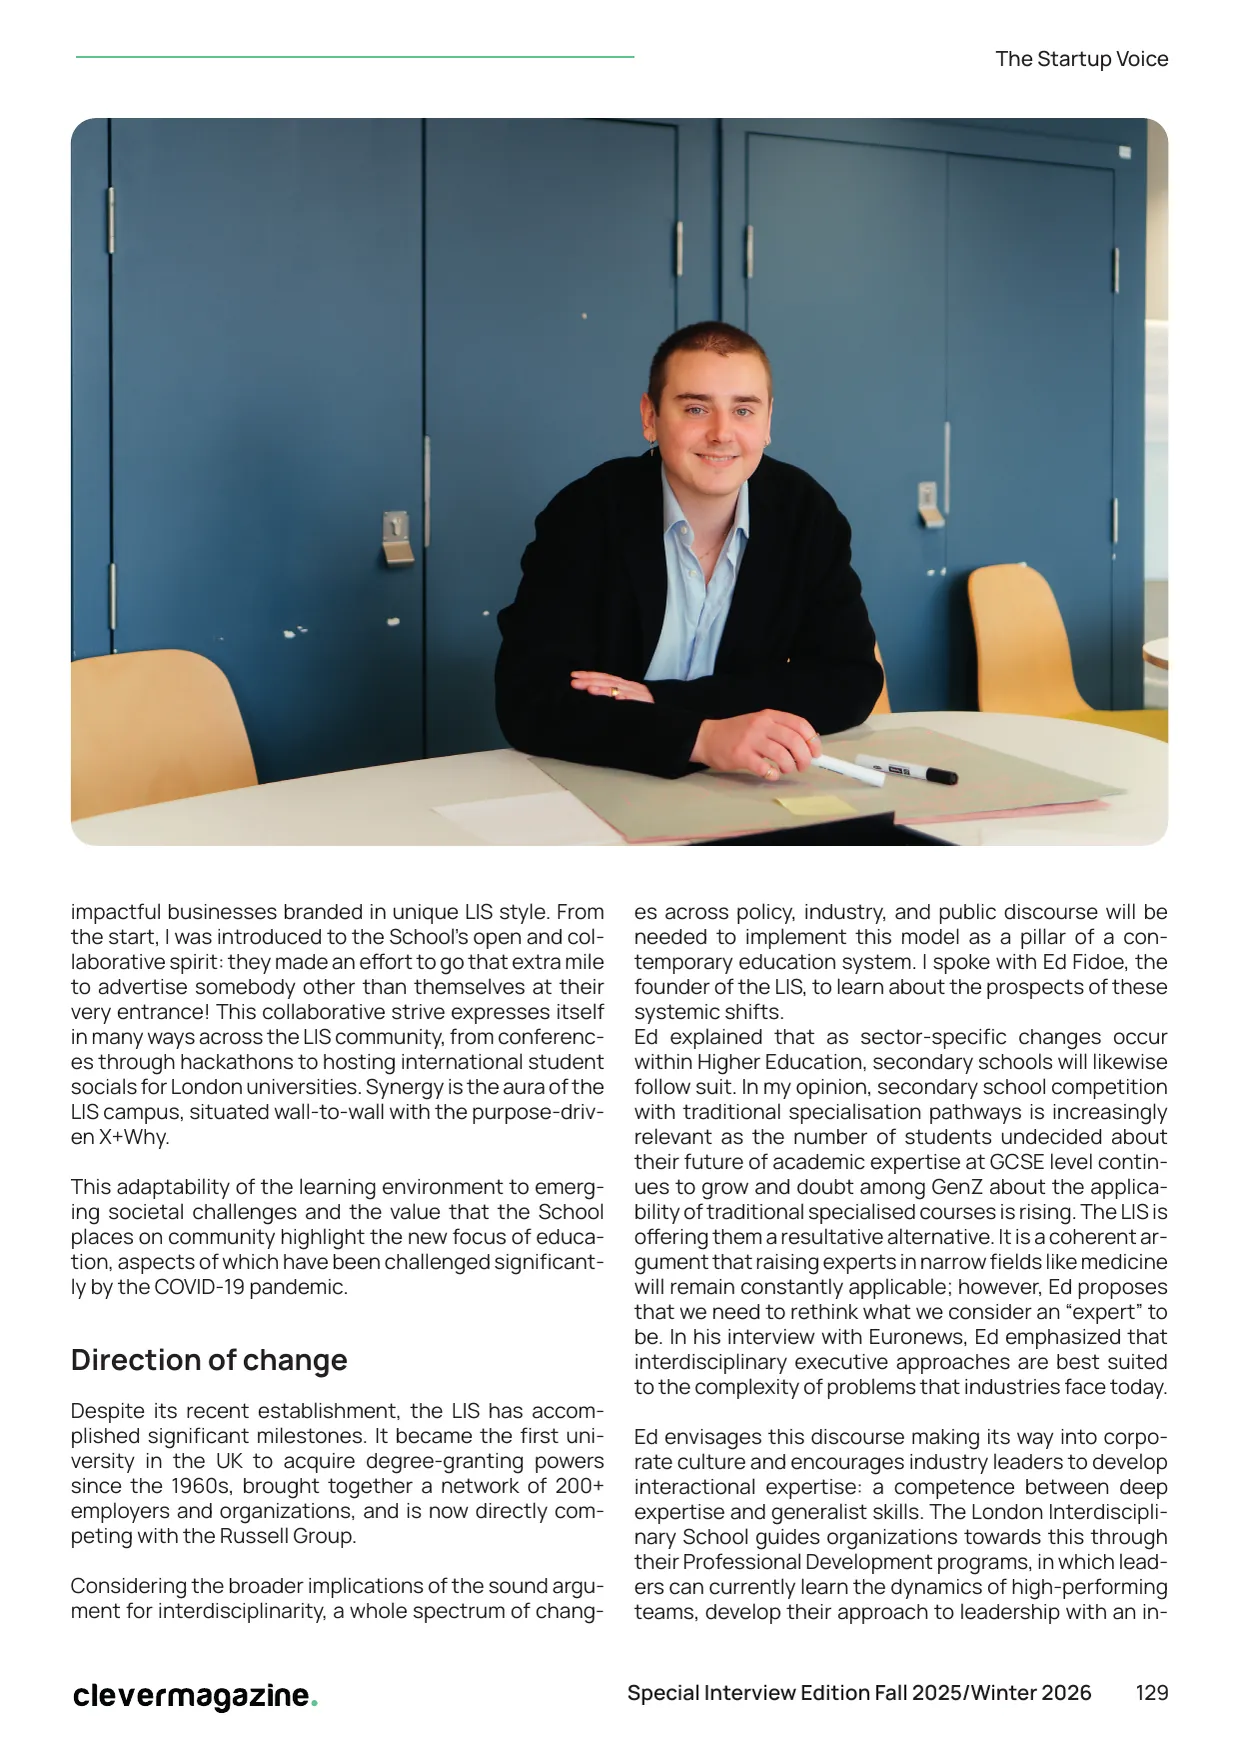 The Startup Voice
impactful businesses branded in unique LIS style. From
the start, I was introduced to the School's open and col-
laborative spirit: they made an effort to go that extra mile
to advertise somebody other than themselves at their
very entrance! This collaborative strive expresses itself
in many ways across the LIS community, from conferenc-
es through hackathons to hosting international student
socials for London universities. Synergy is the aura of the
LIS campus, situated wall-to-wall with the purpose-driv-
en X+Why.
This adaptability of the learning environment to emerg-
ing societal challenges and the value that the School
places on community highlight the new focus of educa-
tion, aspects of which have been challenged significant-
ly by the COVID-19 pandemic.
Direction of change
Despite its recent establishment, the LIS has accom-
plished significant milestones. It became the first uni-
versity in the UK to acquire degree-granting powers
since the 1960s, brought together a network of 200+
employers and organizations, and is now directly com-
peting with the Russell Group.
Considering the broader implications of the sound argu-
ment for interdisciplinarity, a whole spectrum of chang-
es across policy, industry, and public discourse will be
needed to implement this model as a pillar of a con-
temporary education system. I spoke with Ed Fidoe, the
founder of the LIS, to learn about the prospects of these
systemic shifts.
Ed explained that as sector-specific changes occur
within Higher Education, secondary schools will likewise
follow suit. In my opinion, secondary school competition
with traditional specialisation pathways is increasingly
relevant as the number of students undecided about
their future of academic expertise at GCSE level contin-
ues to grow and doubt among GenZ about the applica-
bility of traditional specialised courses is rising. The LIS is
offering them a resultative alternative. It is a coherent ar-
gument that raising experts in narrow fields like medicine
will remain constantly applicable; however, Ed proposes
that we need to rethink what we consider an “expert” to
be. In his interview with Euronews, Ed emphasized that
interdisciplinary executive approaches are best suited
to the complexity of problems that industries face today.
Ed envisages this discourse making its way into corpo-
rate culture and encourages industry leaders to develop
interactional expertise: a competence between deep
expertise and generalist skills. The London Interdiscipli-
nary School guides organizations towards this through
their Professional Development programs, in which lead-
ers can currently learn the dynamics of high-performing
teams, develop their approach to leadership with an in-
clevermagazine.
Special Interview Edition Fall 2025/Winter 2026
129